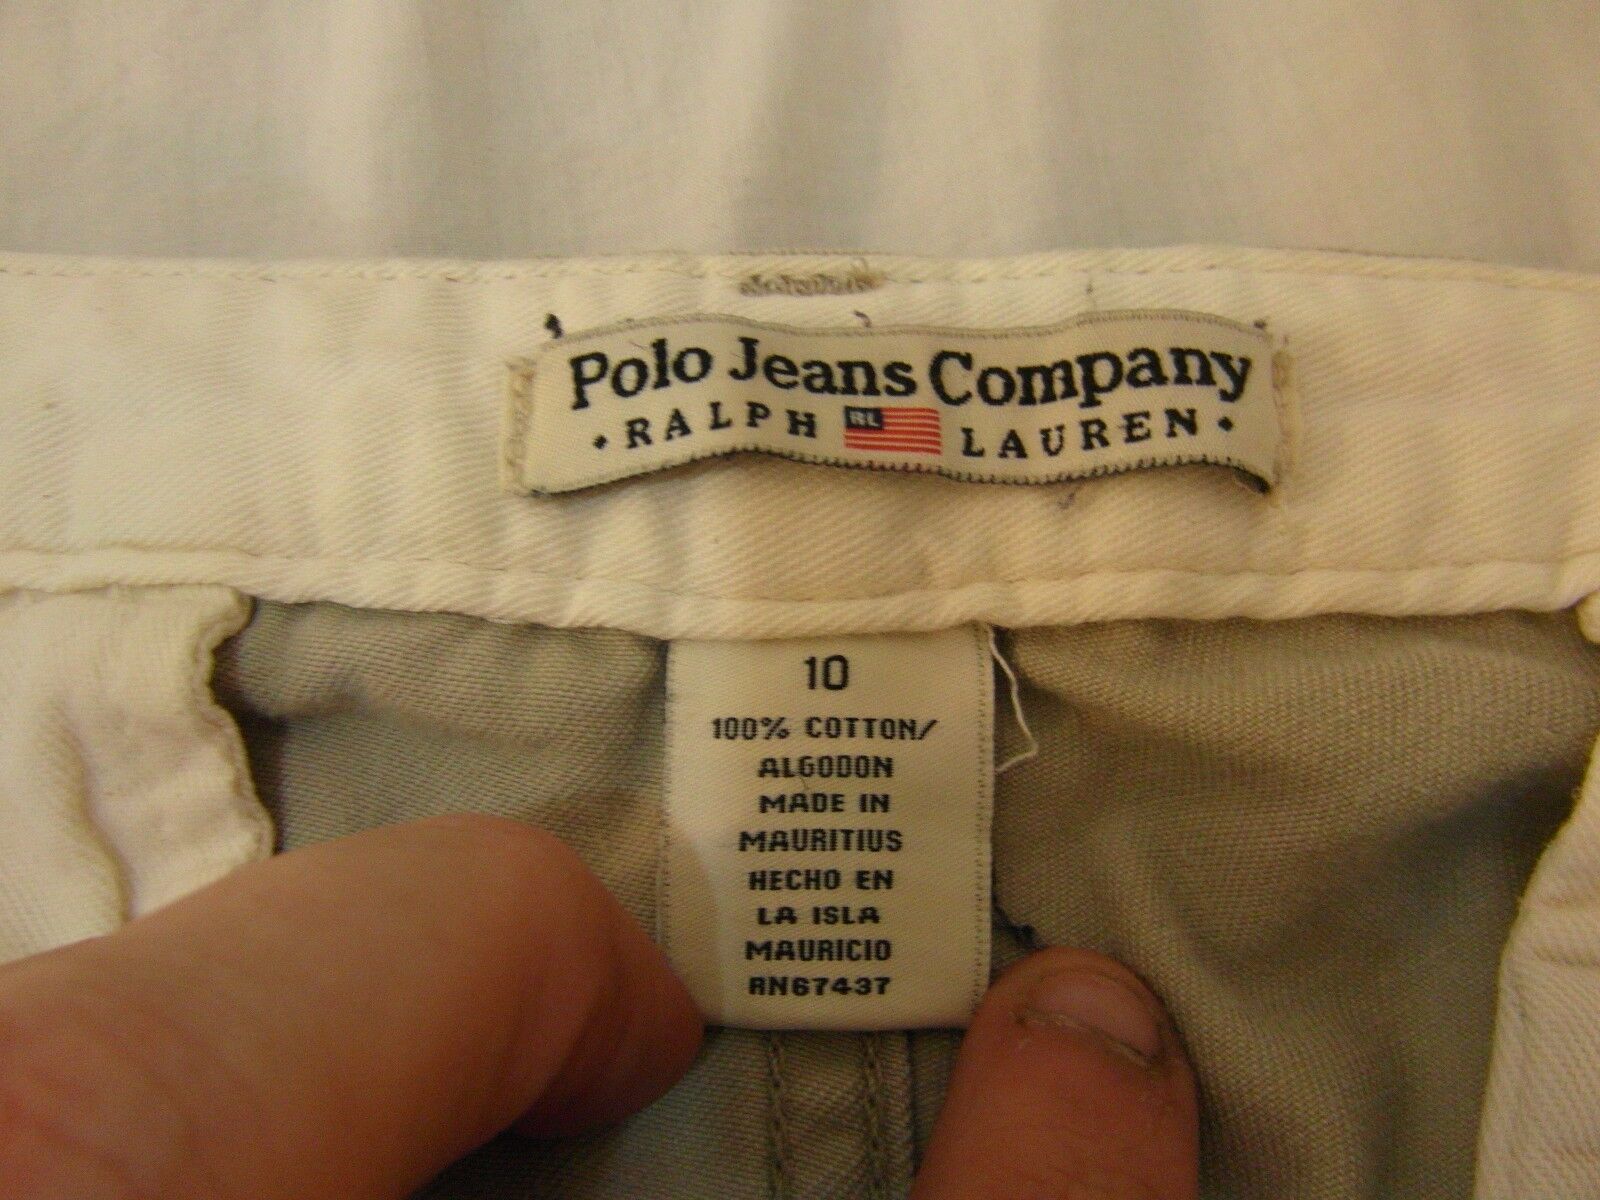 Polo Jeans Company
• RALPH RL LAUREN •
10
100% COTTON/
ALGODON
MADE IN
MAURITIUS
HECHO EN
LA ISLA
MAURICIO
RN67437